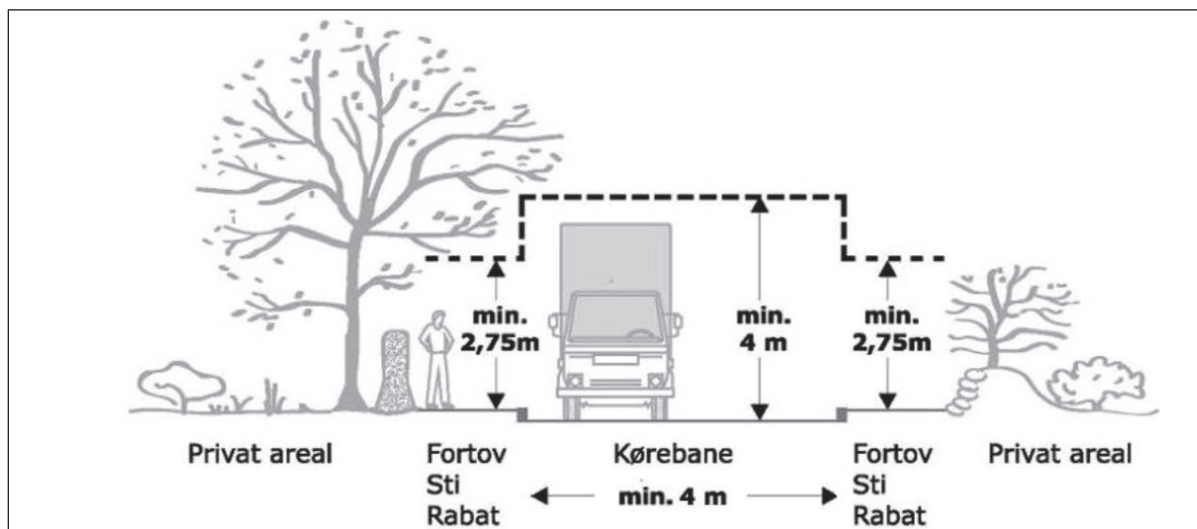 min.
2,75m
min.
4 m
min.
2,75m
Privat areal
Fortov
Sti
Rabat
Kørebane
min. 4 m
Fortov
Sti
Rabat
Privat areal